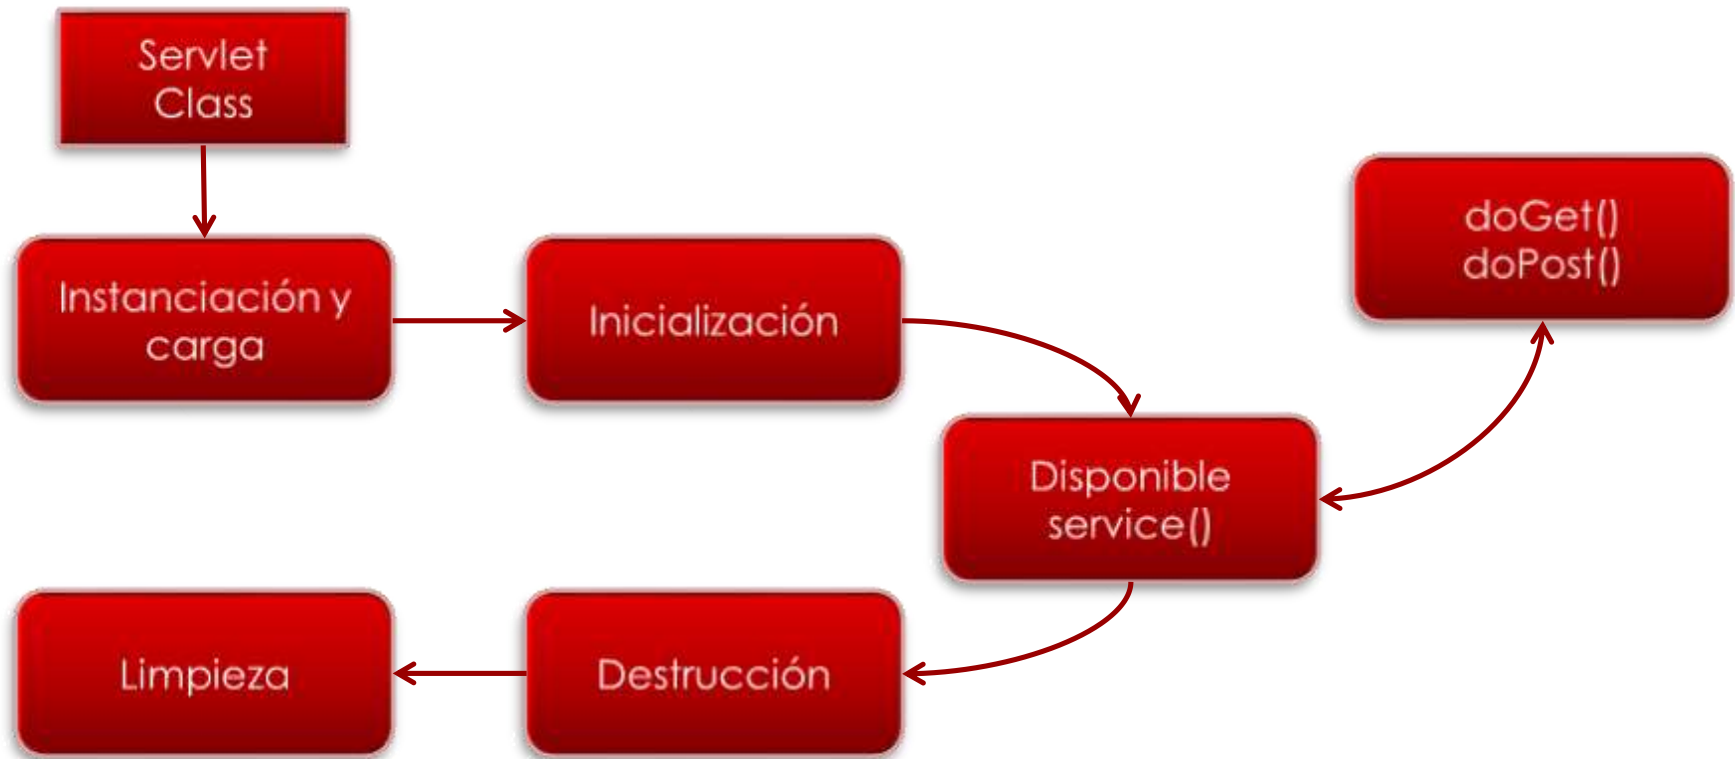 Servlet
Class
Instanciación y
carga
Inicialización
doGet()
doPost()
Disponible
service()
Destrucción
Limpieza